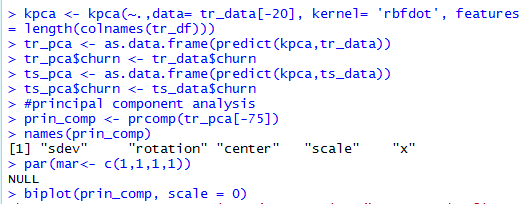 > kpca <- kpca(~.,data= tr_data[-20], kernel= 'rbfdot', features
= length(colnames(tr_df)))
> tr_pca <- as.data.frame(predict(kpca,tr_data))
> tr_pca$churn <- tr_data$churn
> ts_pca <- as.data.frame(predict(kpca,ts_data))
> ts_pca$churn <- ts_data$churn
> #principal component analysis
> prin_comp <- prcomp(tr_pca[-75])
> names(prin_comp)
[1] "sdev"     "rotation" "center"   "scale"    "x"
> par(mar<- c(1,1,1,1))
NULL
> biplot(prin_comp, scale = 0)